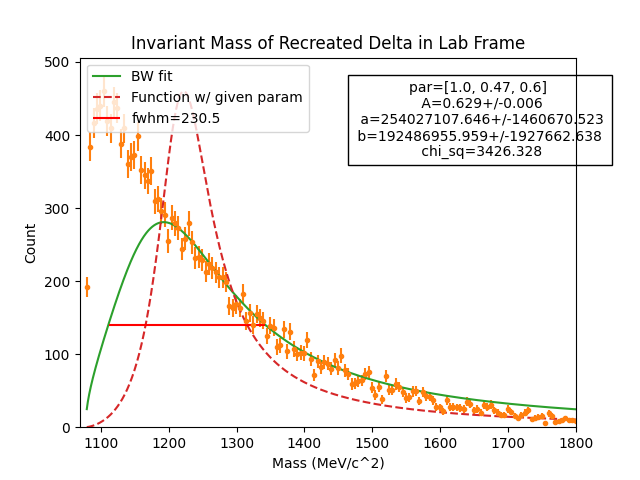 Invariant Mass of Recreated Delta in Lab Frame
BW fit
Function w/ given param
fwhm=230.5
par=[1.0, 0.47, 0.6]
A=0.629+/-0.006
a=254027107.646+/-1460670.523
b=192486955.959+/-1927662.638
chi_sq=3426.328
Count
500
400
300
200
100
0
1100 1200 1300 1400 1500 1600 1700 1800
Mass (MeV/c^2)